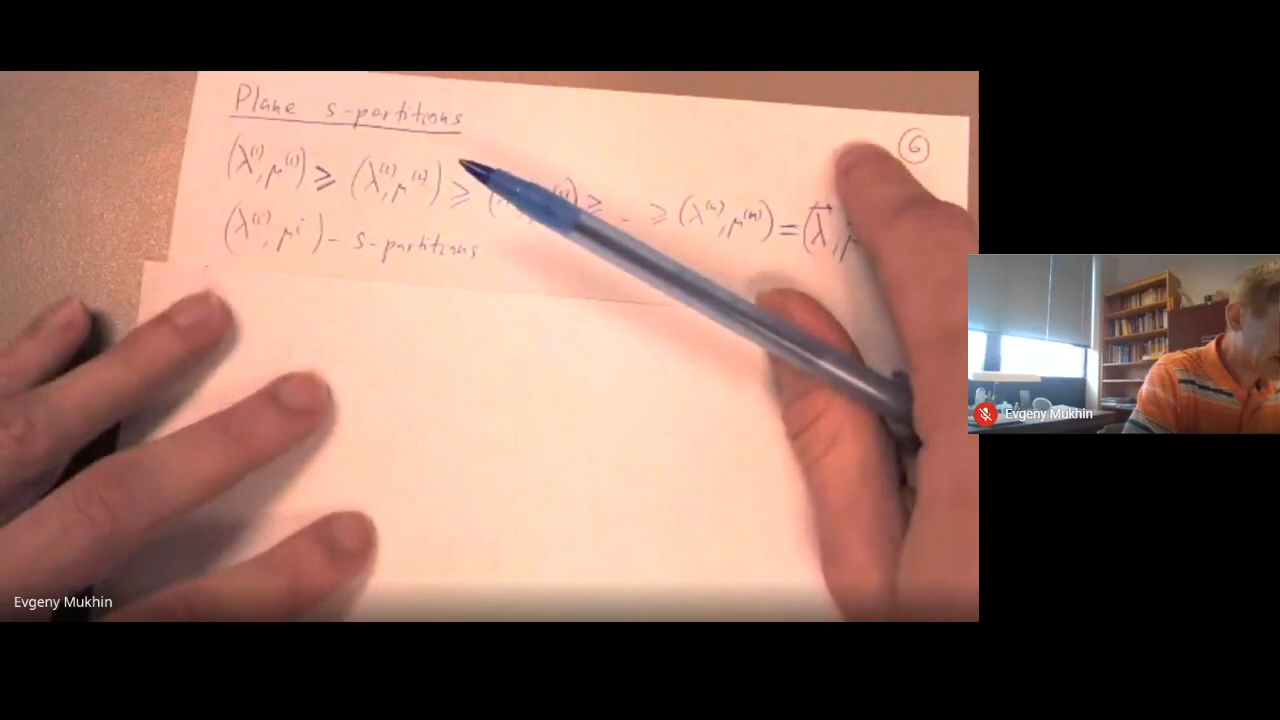 Plane s-partitions
⑥
(λ⁽¹⁾, μ⁽¹⁾) ⩾ (λ⁽²⁾, μ⁽²⁾) ⩾ ⩾ … ⩾ (λ⁽ⁿ⁾, μ⁽ⁿ⁾) = (λ⃗,
(λ⁽ⁱ⁾, μⁱ) – s-partitions
Evgeny Mukhin
Evgeny Mukhin